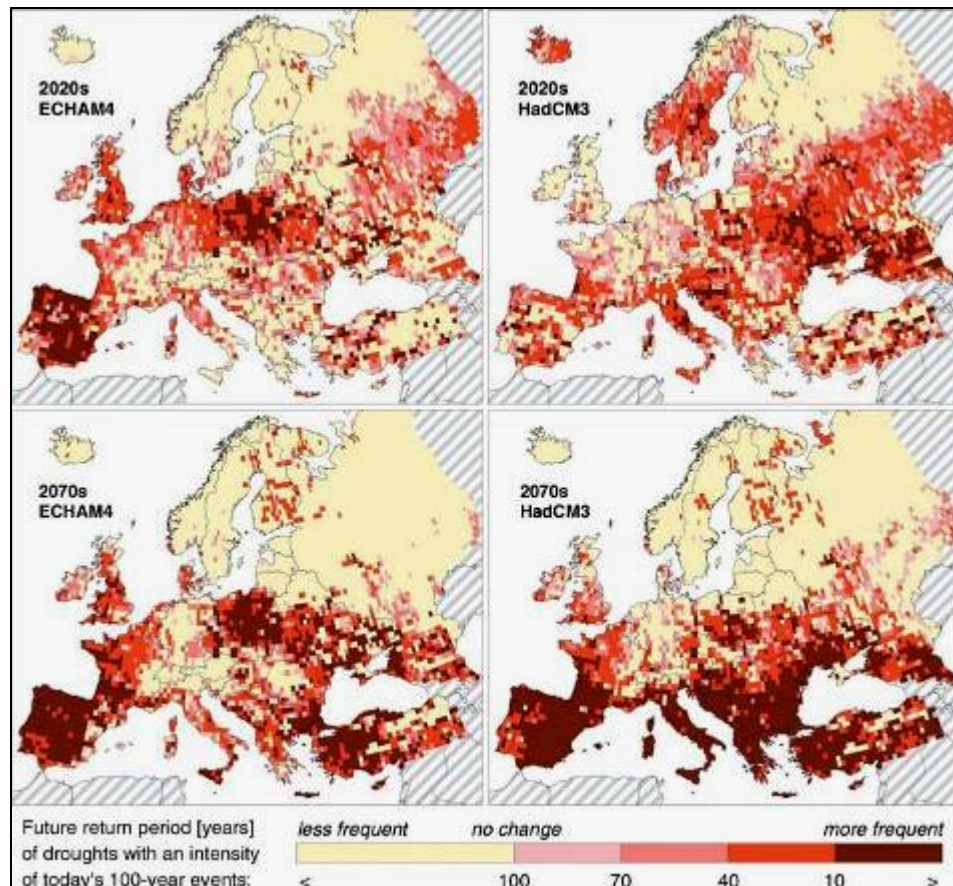 2020s
ECHAM4
2020s
HadCM3
2070s
ECHAM4
2070s
HadCM3
Future return period [years]
of droughts with an intensity
of today's 100-year events:
less frequent no change more frequent
< 100 70 40 10 >